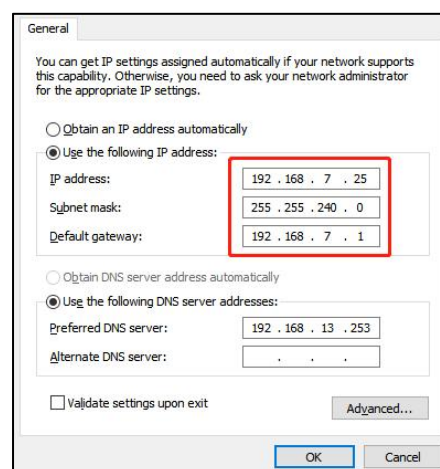 General
You can get IP settings assigned automatically if your network supports
this capability. Otherwise, you need to ask your network administrator
for the appropriate IP settings.
Obtain an IP address automatically
Use the following IP address:
IP address: 192 . 168 . 7 . 25
Subnet mask: 255 . 255 . 240 . 0
Default gateway: 192 . 168 . 7 . 1
Obtain DNS server address automatically
Use the following DNS server addresses:
Preferred DNS server: 192 . 168 . 13 . 253
Alternate DNS server: . . .
Validate settings upon exit
Advanced...
OK Cancel